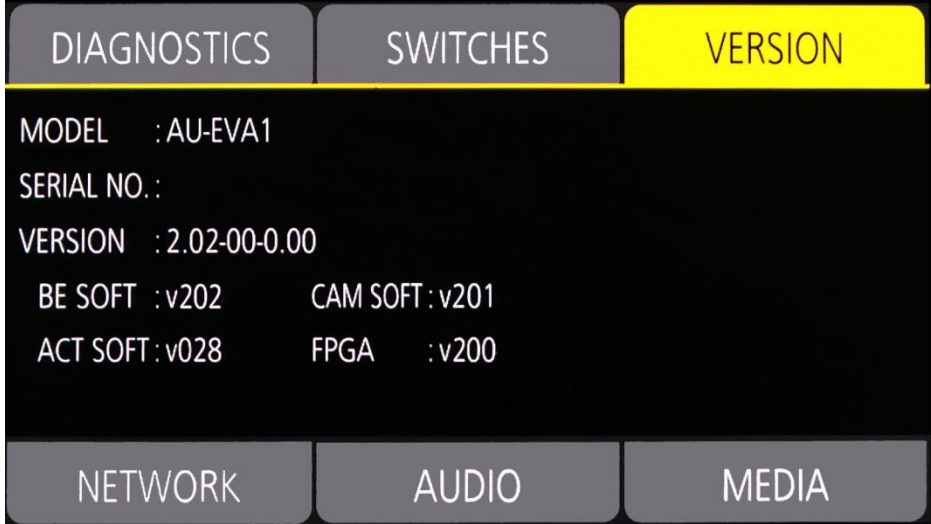 DIAGNOSTICS SWITCHES VERSION
MODEL : AU-EVA1
SERIAL NO. :
VERSION : 2.02-00-0.00
BE SOFT : v202 CAM SOFT : v201
ACT SOFT : v028 FPGA : v200
NETWORK AUDIO MEDIA